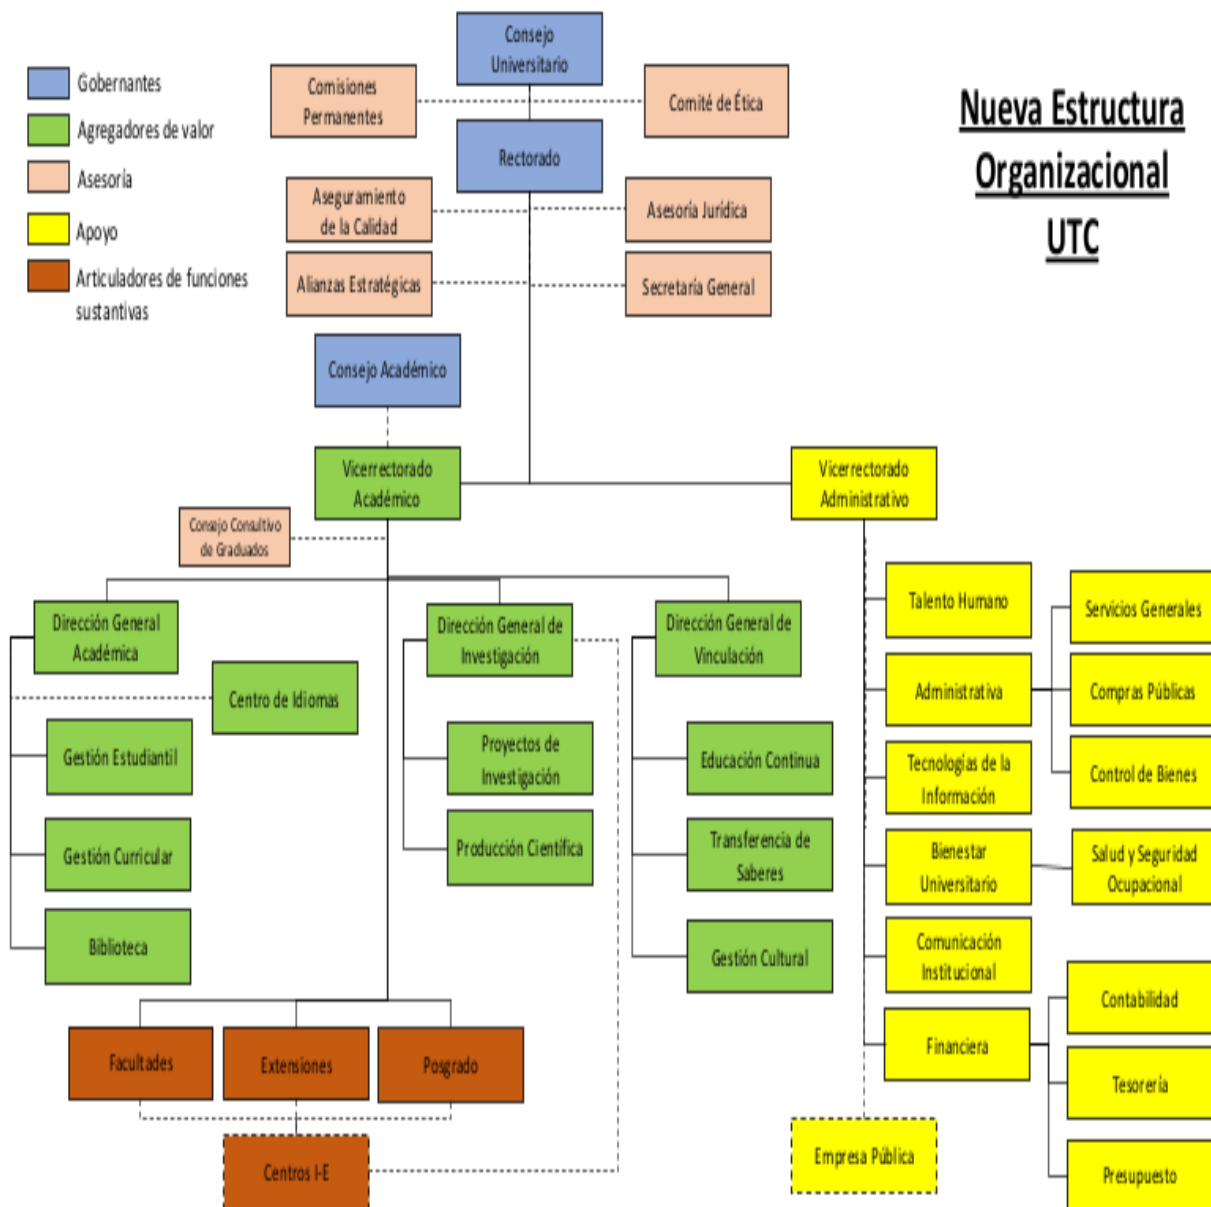 Consejo
Universitario
Gobernantes
Comisiones
Permanentes
Comité de Ética
Nueva Estructura
Organizacional
UTC
Agregadores de valor
Rectorado
Asesoría
Aseguramiento
de la Calidad
Asesoría Jurídica
Apoyo
Articuladores de funciones
sustantivas
Alianzas Estratégicas
Secretaría General
Consejo Académico
Vicerrectorado
Académico
Vicerrectorado
Administrativo
Consejo Consultivo
de Graduados
Dirección General
Académica
Dirección General de
Investigación
Dirección General de
Vinculación
Talento Humano
Servicios Generales
Centro de Idiomas
Administrativa
Compras Públicas
Gestión Estudiantil
Proyectos de
Investigación
Educación Continua
Tecnologías de la
Información
Control de Bienes
Gestión Curricular
Producción Científica
Transferencia de
Saberes
Bienestar
Universitario
Salud y Seguridad
Ocupacional
Biblioteca
Gestión Cultural
Comunicación
Institucional
Contabilidad
Facultades
Extensiones
Posgrado
Financiera
Tesorería
Centros I-E
Empresa Pública
Presupuesto